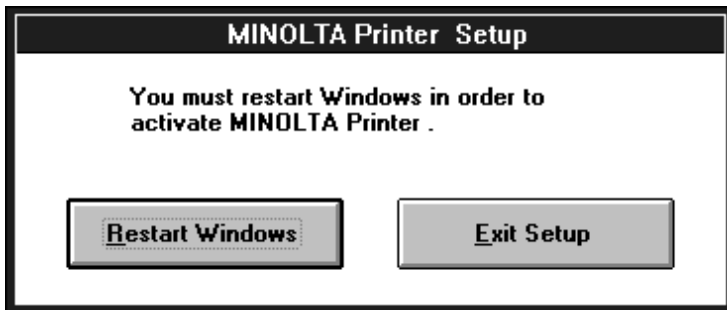 MINOLTA Printer  Setup
You must restart Windows in order to
activate MINOLTA Printer .
Restart Windows
Exit Setup